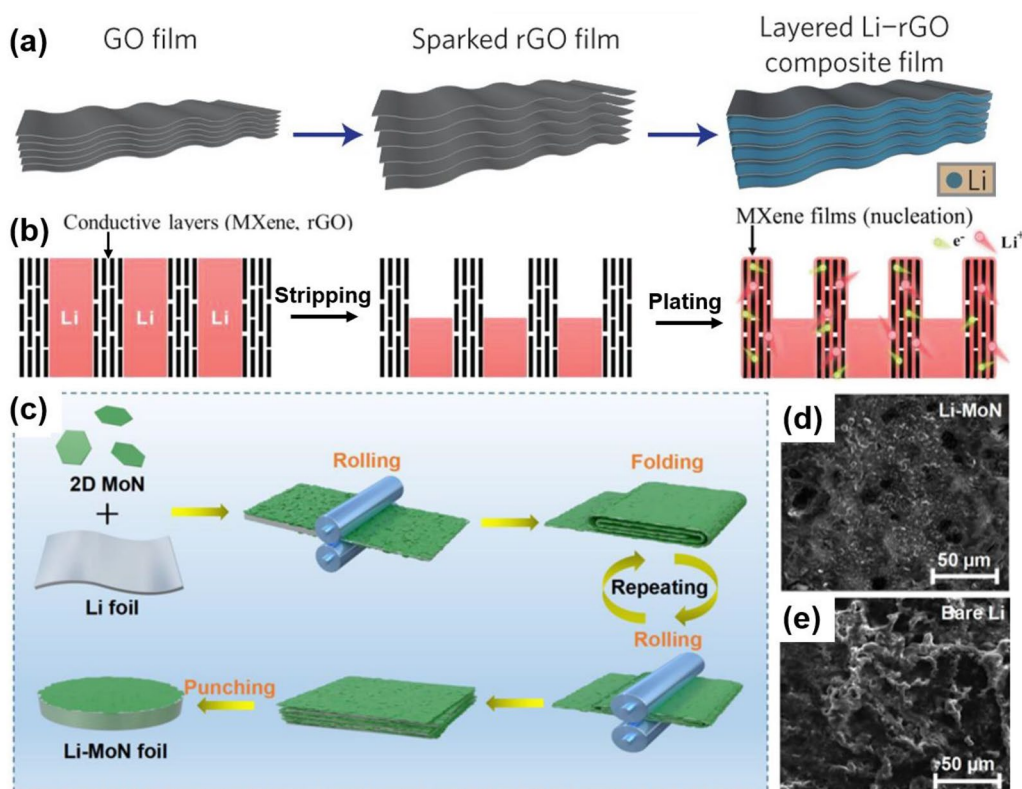 (a)
GO film
Sparked rGO film
Layered Li–rGO
composite film
Li
(b)
Conductive layers (MXene, rGO)
Li
Li
Li
Stripping
Plating
MXene films (nucleation)
e-
Li+
(c)
2D MoN
+
Li foil
Rolling
Folding
Repeating
Rolling
Punching
Li-MoN foil
(d)
Li-MoN
50 μm
(e)
Bare Li
50 μm